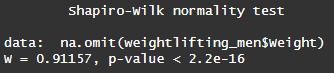 Shapiro-Wilk normality test
data:  na.omit(weightlifting_men$Weight)
W = 0.91157, p-value < 2.2e-16